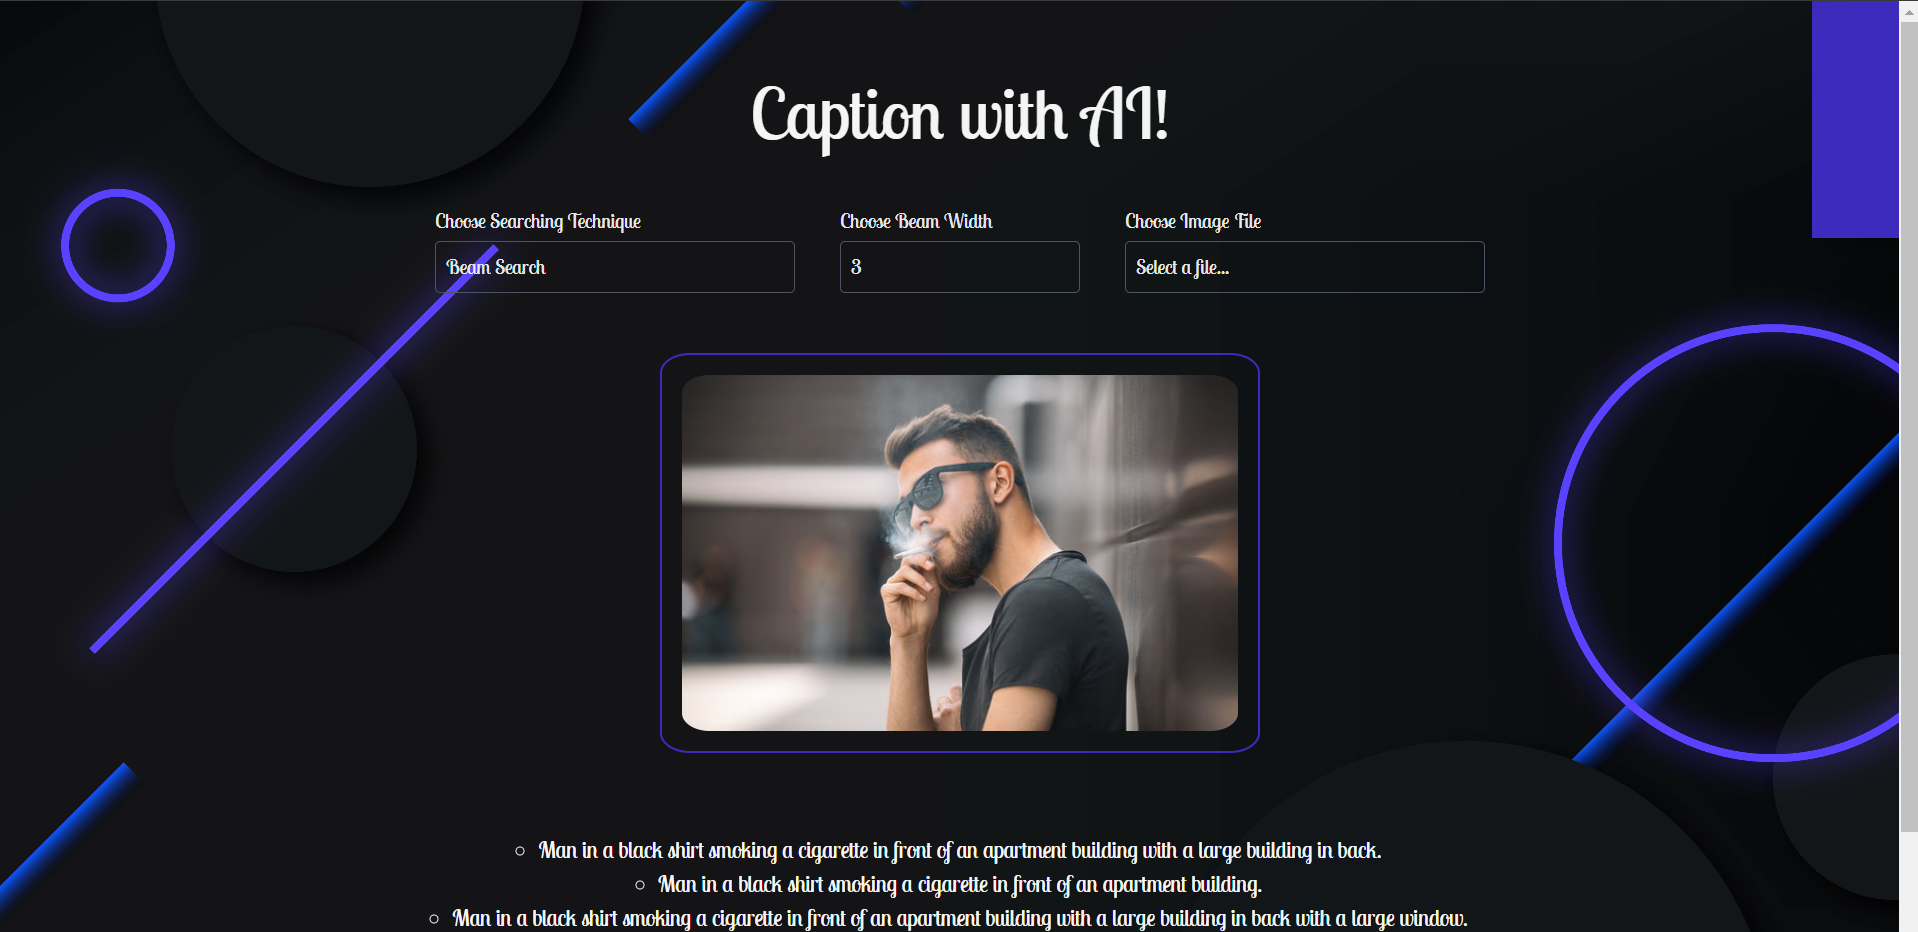 Caption with AI!
Choose Searching Technique
Choose Beam Width
Choose Image File
Beam Search
3
Select a file...
Man in a black shirt smoking a cigarette in front of an apartment building with a large building in back.
Man in a black shirt smoking a cigarette in front of an apartment building.
Man in a black shirt smoking a cigarette in front of an apartment building with a large building in back with a large window.